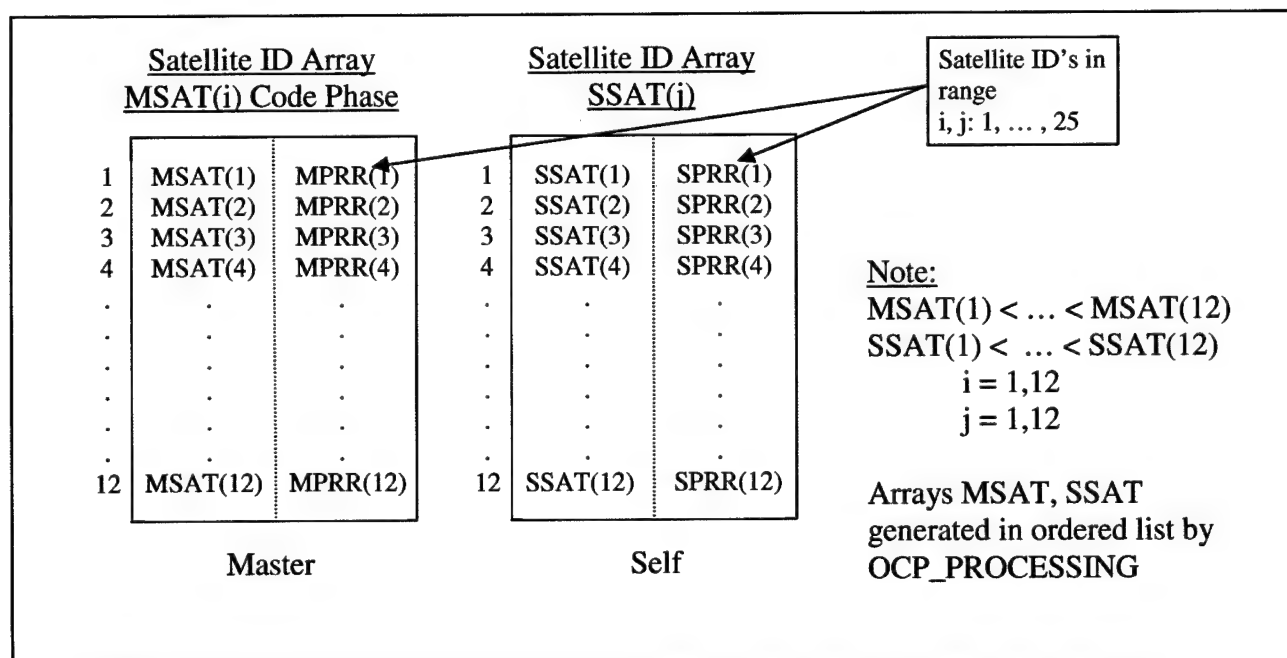 Satellite ID Array
MSAT(i) Code Phase
Satellite ID Array
SSAT(j)
Satellite ID's in
range
i, j: 1, … , 25
1 MSAT(1) MPRR(1) 1 SSAT(1) SPRR(1)
2 MSAT(2) MPRR(2) 2 SSAT(2) SPRR(2)
3 MSAT(3) MPRR(3) 3 SSAT(3) SPRR(3)
4 MSAT(4) MPRR(4) 4 SSAT(4) SPRR(4)
. . . . . .
. . . . . .
. . . . . .
. . . . . .
. . . . . .
. . . . . .
12 MSAT(12) MPRR(12) 12 SSAT(12) SPRR(12)
Master
Self
Note:
MSAT(1) < … < MSAT(12)
SSAT(1) < … < SSAT(12)
i = 1,12
j = 1,12
Arrays MSAT, SSAT
generated in ordered list by
OCP_PROCESSING